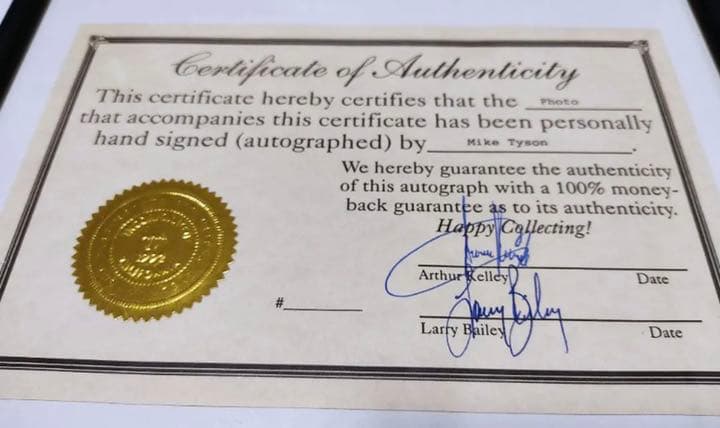 Certificate of Authenticity
This certificate hereby certifies that the Photo
that accompanies this certificate has been personally
hand signed (autographed) by Mike Tyson.
We hereby guarantee the authenticity
of this autograph with a 100% money-
back guarantee as to its authenticity.
Happy Collecting!
Arthur Kelley Date
#
Larry Bailey Date